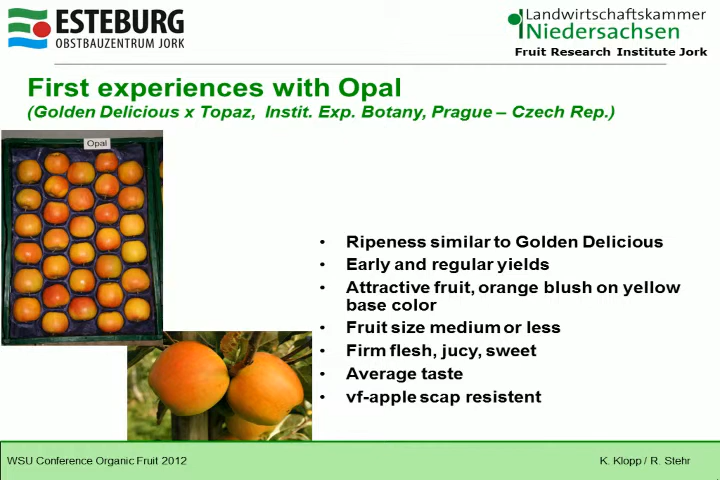 ESTEBURG
OBSTBAUZENTRUM JORK
Landwirtschaftskammer
Niedersachsen
Fruit Research Institute Jork
First experiences with Opal
(Golden Delicious x Topaz, Instit. Exp. Botany, Prague – Czech Rep.)
Opal
• Ripeness similar to Golden Delicious
• Early and regular yields
• Attractive fruit, orange blush on yellow
base color
• Fruit size medium or less
• Firm flesh, jucy, sweet
• Average taste
• vf-apple scap resistent
WSU Conference Organic Fruit 2012
K. Klopp / R. Stehr